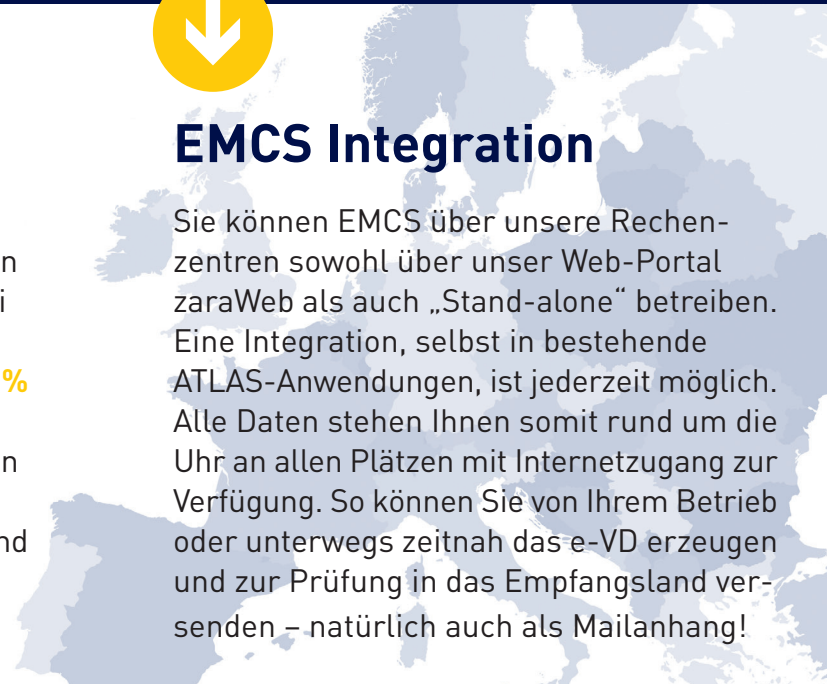 EMCS Integration
Sie können EMCS über unsere Rechen-
zentren sowohl über unser Web-Portal
zaraWeb als auch „Stand-alone“ betreiben.
Eine Integration, selbst in bestehende
ATLAS-Anwendungen, ist jederzeit möglich.
Alle Daten stehen Ihnen somit rund um die
Uhr an allen Plätzen mit Internetzugang zur
Verfügung. So können Sie von Ihrem Betrieb
oder unterwegs zeitnah das e-VD erzeugen
und zur Prüfung in das Empfangsland ver-
senden – natürlich auch als Mailanhang!
%